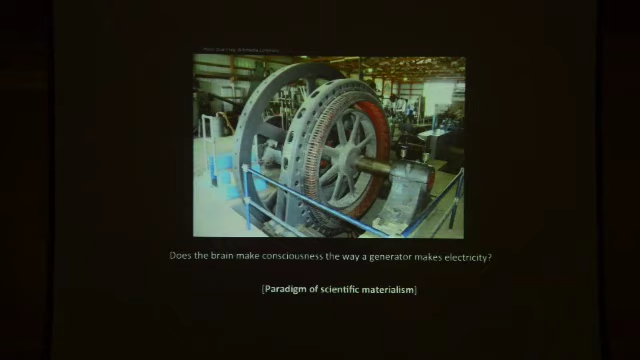 Does the brain make consciousness the way a generator makes electricity?
[Paradigm of scientific materialism]